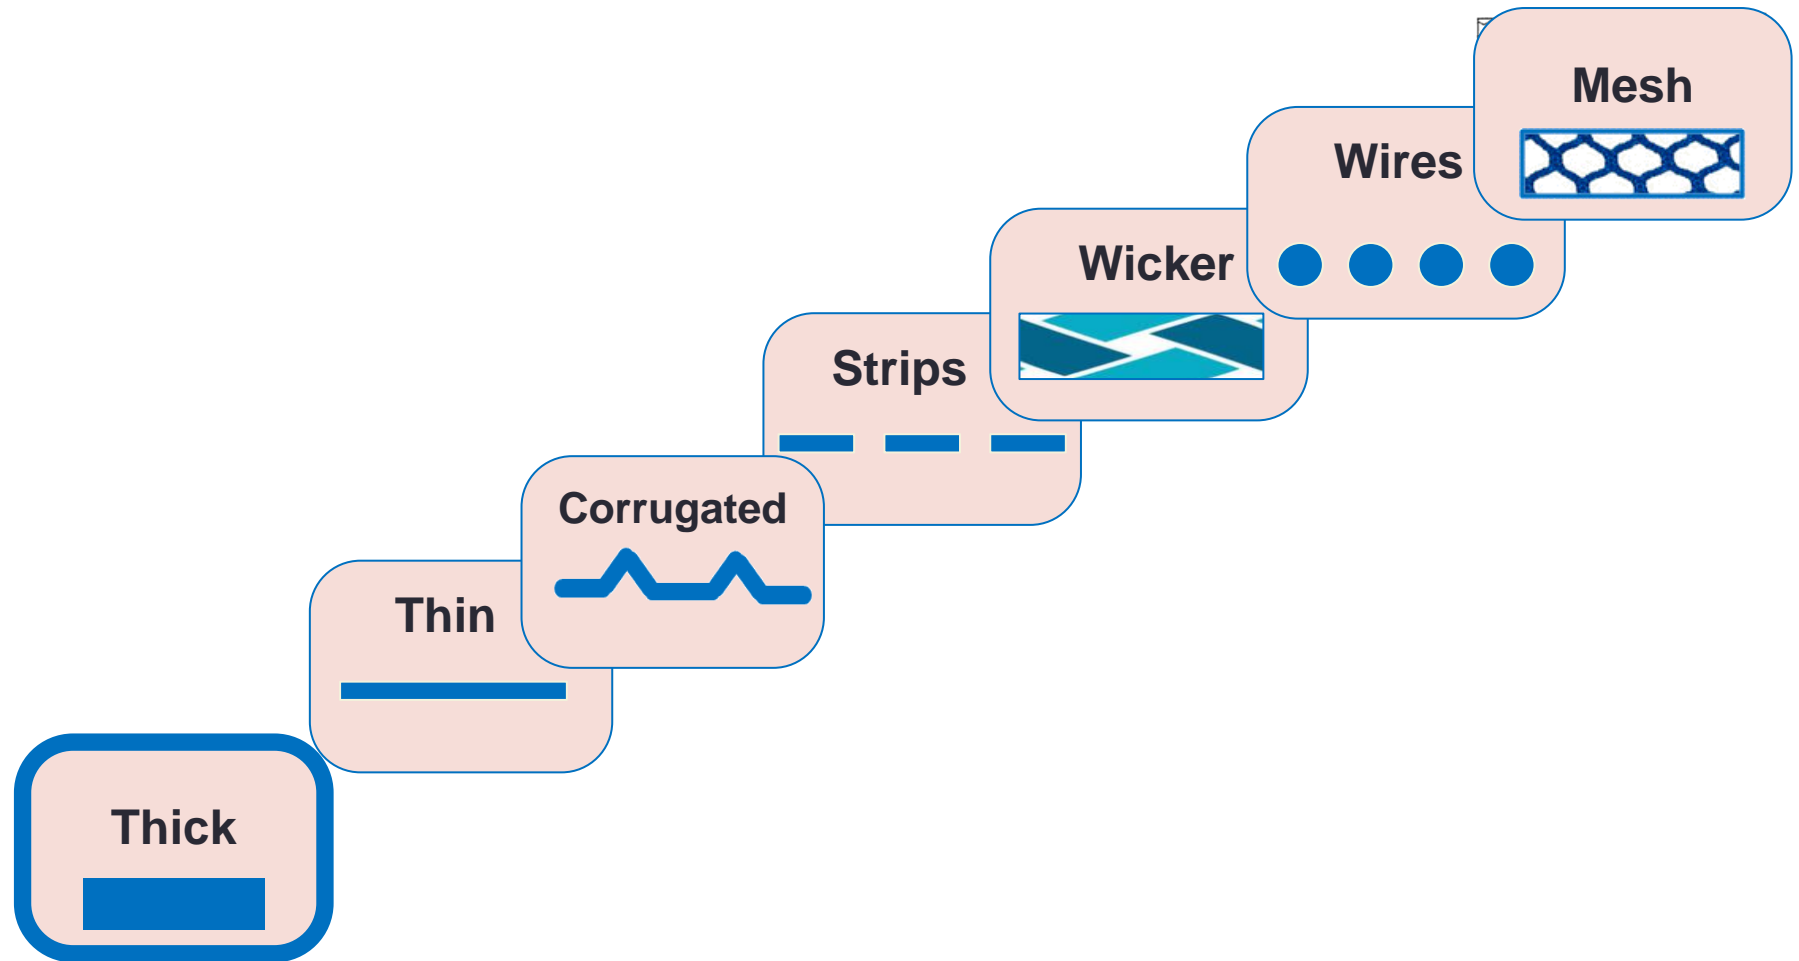 Mesh
Wires
Wicker
Strips
Corrugated
Thin
Thick